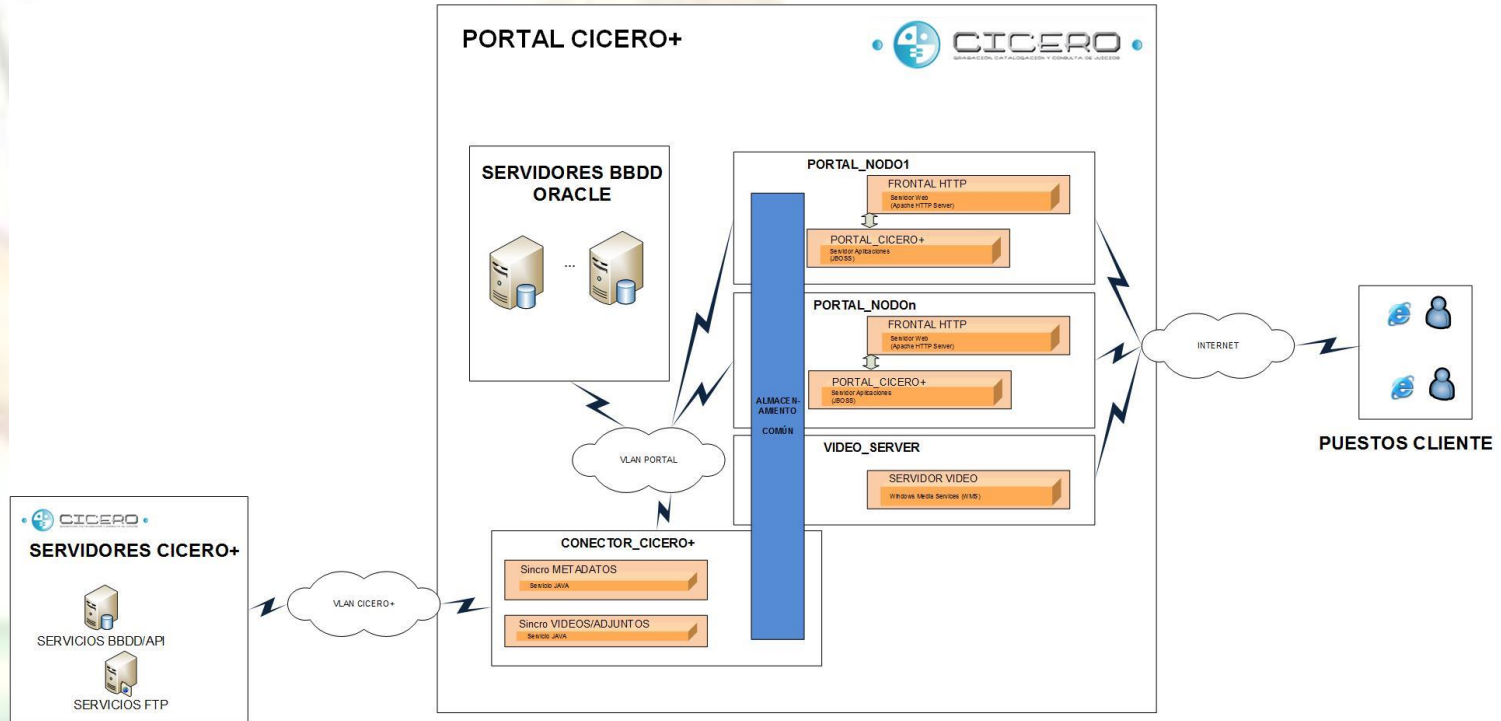 PORTAL CICERO+
CICERO
GRABACIÓN, CATALOGACIÓN Y CONSULTA DE JUICIOS
SERVIDORES BBDD
ORACLE
...
PORTAL_NODO1
FRONTAL HTTP
Servidor Web
(Apache HTTP Server)
PORTAL_CICERO+
Servidor Aplicaciones
(JBOSS)
PORTAL_NODOn
FRONTAL HTTP
Servidor Web
(Apache HTTP Server)
PORTAL_CICERO+
Servidor Aplicaciones
(JBOSS)
ALMACEN-
AMIENTO
COMÚN
VIDEO_SERVER
SERVIDOR VIDEO
Windows Media Services (WMS)
INTERNET
PUESTOS CLIENTE
VLAN PORTAL
CONECTOR_CICERO+
Sincro METADATOS
Servicio JAVA
Sincro VIDEOS/ADJUNTOS
Servicio JAVA
VLAN CICERO+
CICERO
SERVIDORES CICERO+
SERVICIOS BBDD/API
SERVICIOS FTP